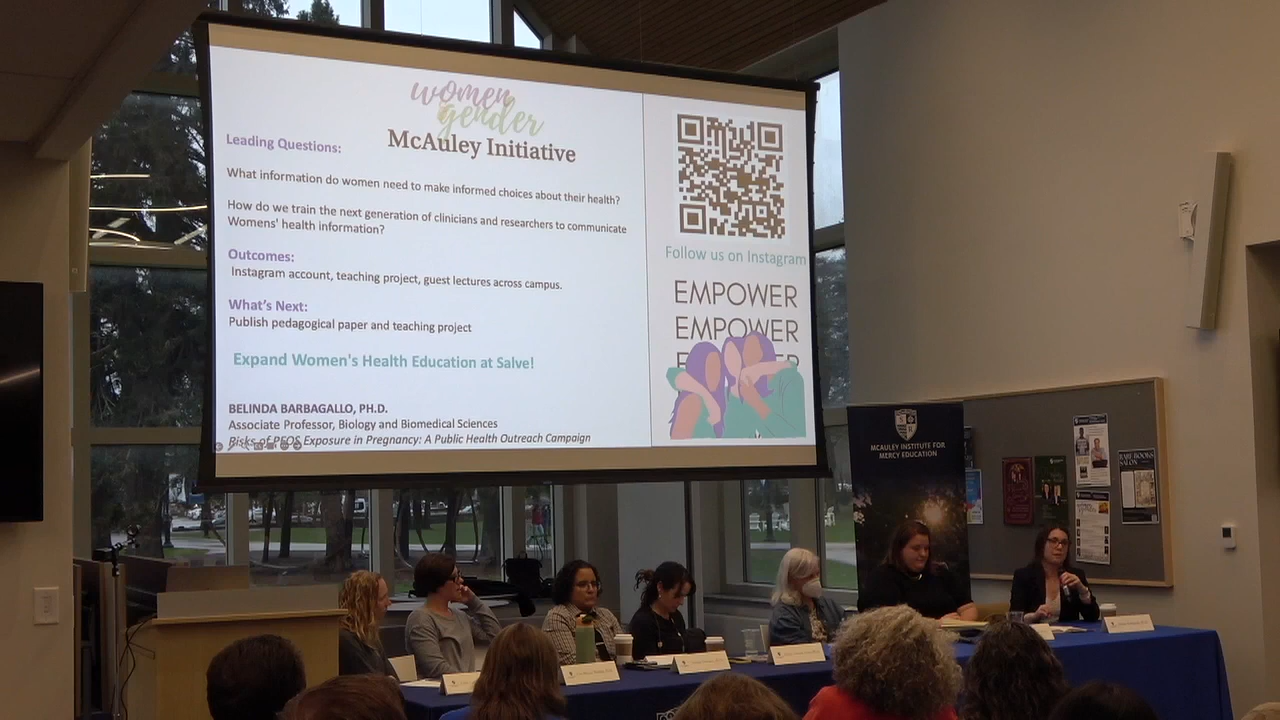 women
gender
McAuley Initiative
Leading Questions:
What information do women need to make informed choices about their health?
How do we train the next generation of clinicians and researchers to communicate
Womens' health information?
Outcomes:
Instagram account, teaching project, guest lectures across campus.
What's Next:
Publish pedagogical paper and teaching project
Expand Women's Health Education at Salve!
BELINDA BARBAGALLO, PH.D.
Associate Professor, Biology and Biomedical Sciences
Risks of PFOS Exposure in Pregnancy: A Public Health Outreach Campaign
Follow us on Instagram
EMPOWER
EMPOWER
MCAULEY INSTITUTE FOR
MERCY EDUCATION
RARE BOOKS
SALON